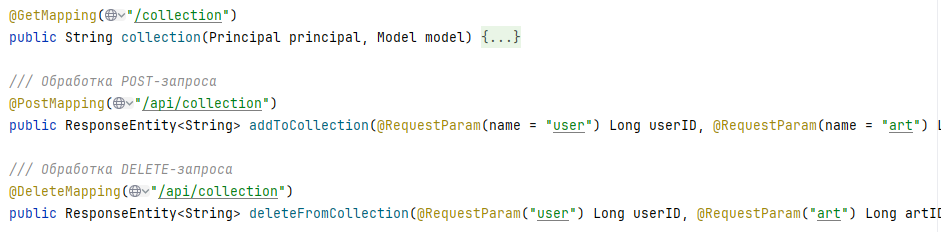 @GetMapping("/collection")
public String collection(Principal principal, Model model) {...}
/// Обработка POST-запроса
@PostMapping("/api/collection")
public ResponseEntity<String> addToCollection(@RequestParam(name = "user") Long userID, @RequestParam(name = "art") L
/// Обработка DELETE-запроса
@DeleteMapping("/api/collection")
public ResponseEntity<String> deleteFromCollection(@RequestParam("user") Long userID, @RequestParam("art") Long artID